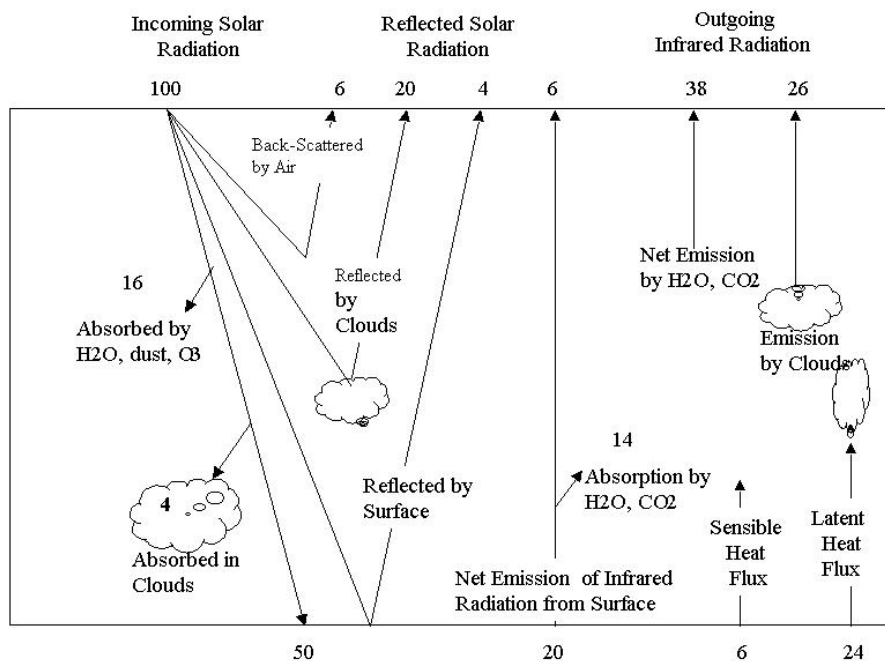 Incoming Solar
Radiation
Reflected Solar
Radiation
Outgoing
Infrared Radiation
100
6
20
4
6
38
26
Back-Scattered
by Air
16
Absorbed by
H2O, dust, O3
Reflected
by
Clouds
Net Emission
by H2O, CO2
Emission
by Clouds
4
Absorbed in
Clouds
Reflected by
Surface
14
Absorption by
H2O, CO2
Net Emission of Infrared
Radiation from Surface
Sensible
Heat
Flux
Latent
Heat
Flux
50
20
6
24